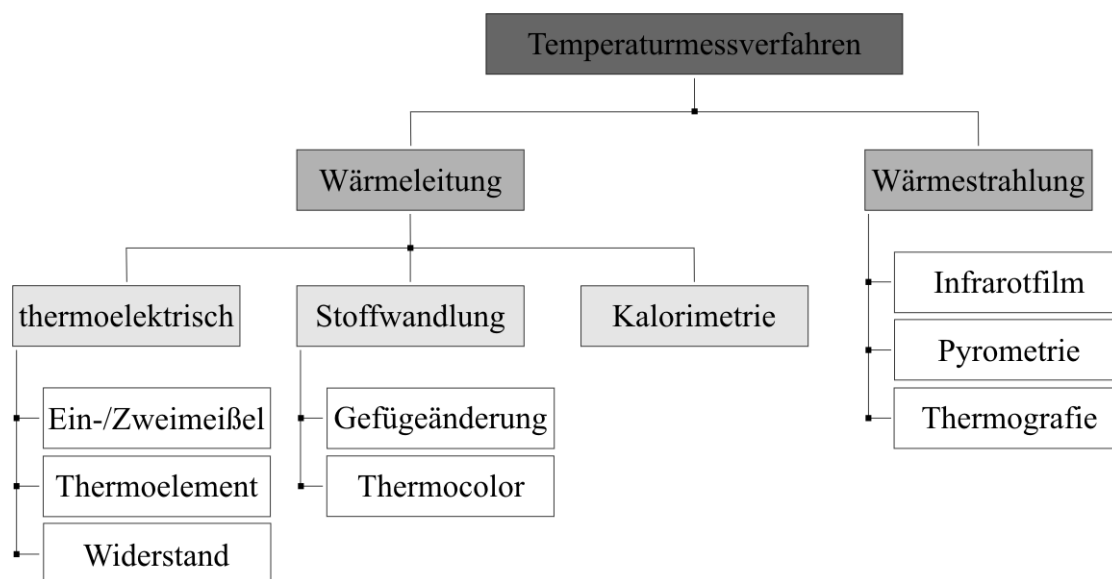 Temperaturmessverfahren
Wärmeleitung
Wärmestrahlung
thermoelektrisch
Stoffwandlung
Kalorimetrie
Ein-/Zweimeißel
Thermoelement
Widerstand
Gefügeänderung
Thermocolor
Infrarotfilm
Pyrometrie
Thermografie